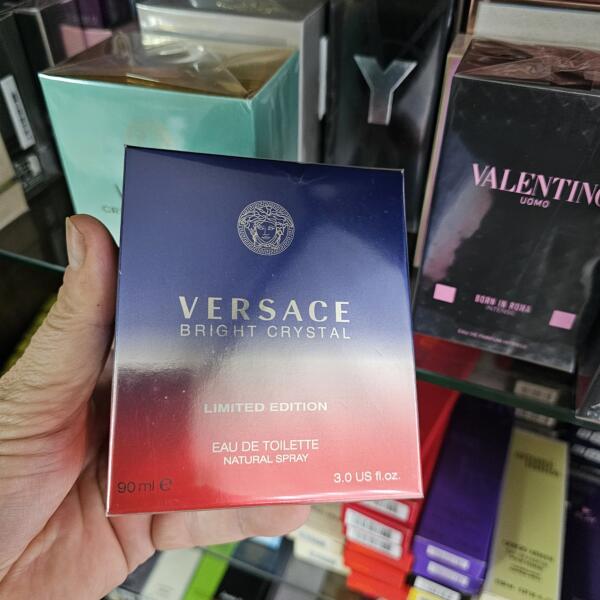 VERSACE
BRIGHT CRYSTAL
LIMITED EDITION
EAU DE TOILETTE
NATURAL SPRAY
90 ml ℮
3.0 US fl.oz.
Y
VALENTINO
UOMO
BORN IN ROMA
INTENSE